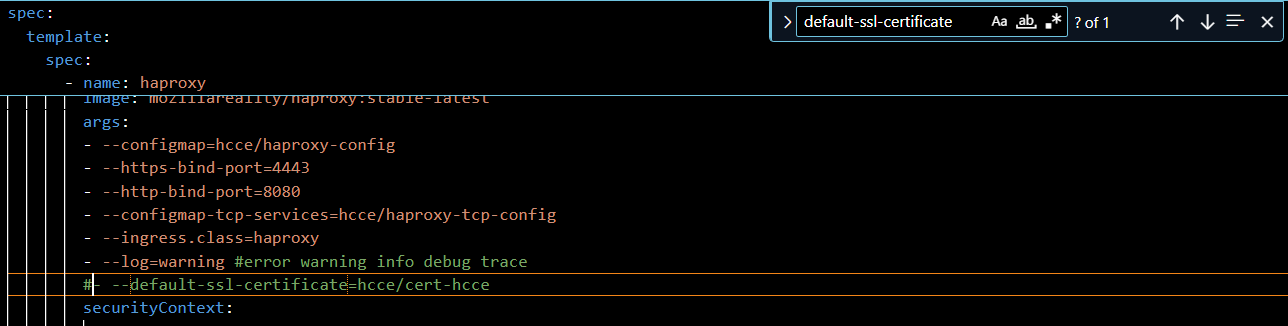 spec:
default-ssl-certificate Aa ab .* ? of 1
template:
spec:
- name: haproxy
image: mozillareality/haproxy:stable-latest
args:
- --configmap=hcce/haproxy-config
- --https-bind-port=4443
- --http-bind-port=8080
- --configmap-tcp-services=hcce/haproxy-tcp-config
- --ingress.class=haproxy
- --log=warning #error warning info debug trace
#- --default-ssl-certificate=hcce/cert-hcce
securityContext: